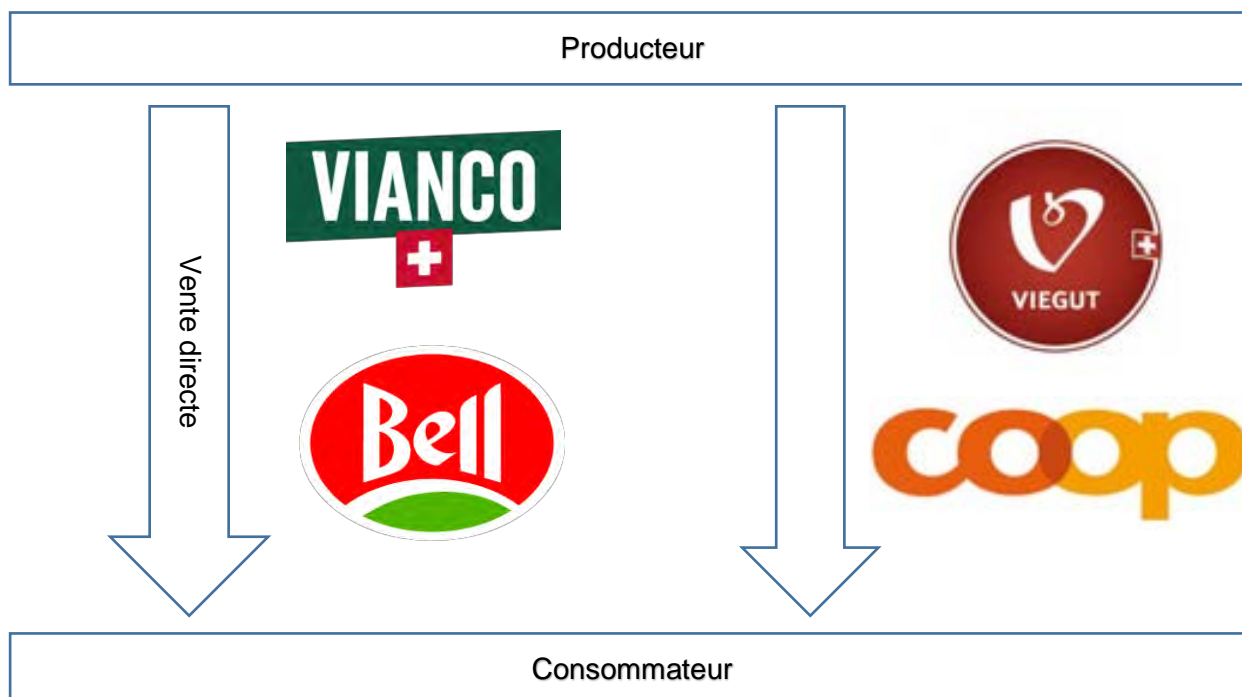 Producteur
Vente directe
VIANCO
Bell
VIEGUT
coop
Consommateur